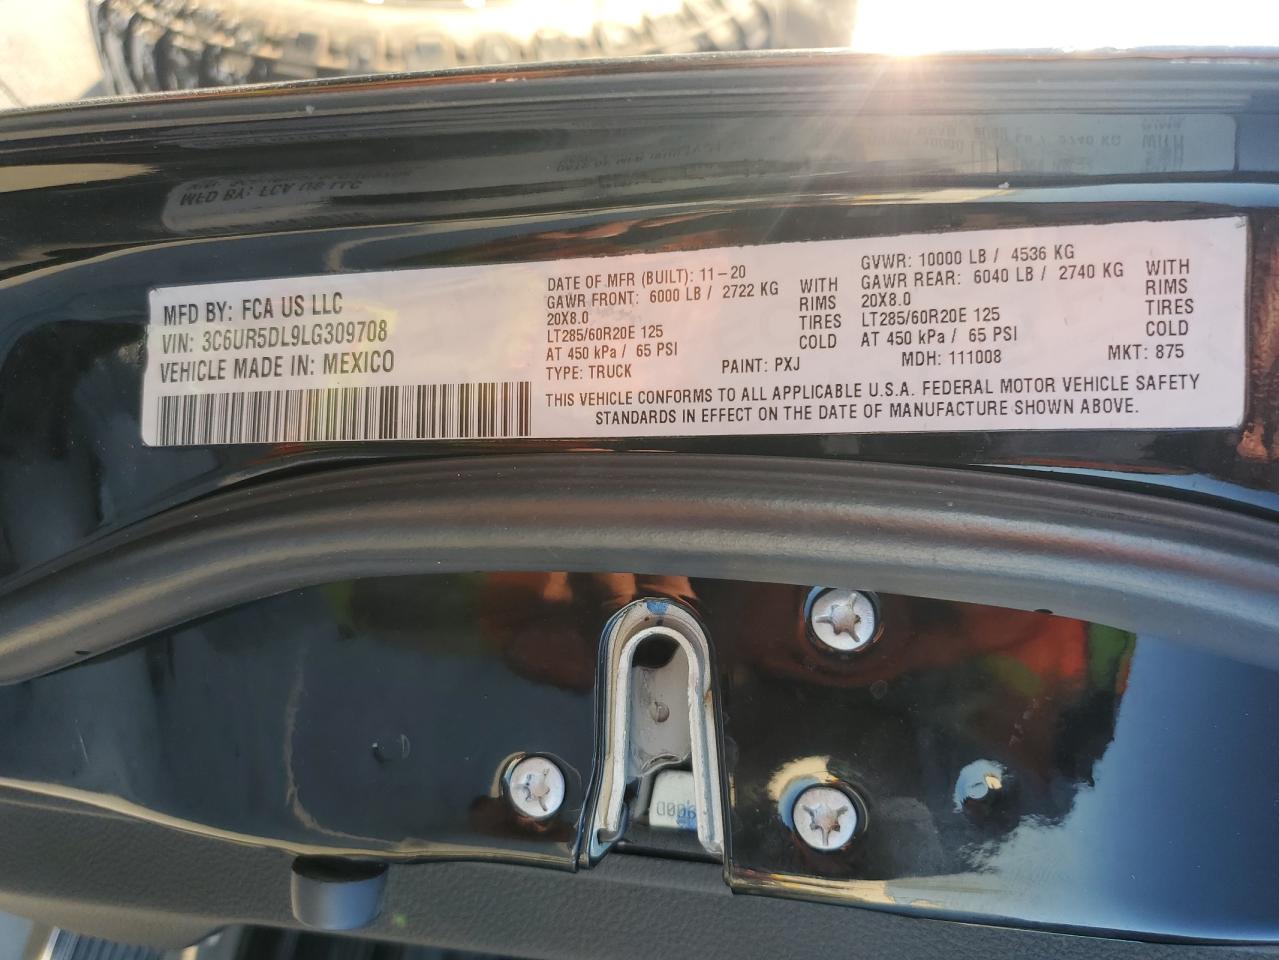 MFD BY: FCA US LLC
VIN: 3C6UR5DL9LG309708
VEHICLE MADE IN: MEXICO
DATE OF MFR (BUILT): 11-20
GAWR FRONT: 6000 LB / 2722 KG WITH
20X8.0 RIMS
LT285/60R20E 125 TIRES
AT 450 kPa / 65 PSI COLD
TYPE: TRUCK PAINT: PXJ
GVWR: 10000 LB / 4536 KG
GAWR REAR: 6040 LB / 2740 KG WITH
20X8.0 RIMS
LT285/60R20E 125 TIRES
AT 450 kPa / 65 PSI COLD
MDH: 111008 MKT: 875
THIS VEHICLE CONFORMS TO ALL APPLICABLE U.S.A. FEDERAL MOTOR VEHICLE SAFETY
STANDARDS IN EFFECT ON THE DATE OF MANUFACTURE SHOWN ABOVE.